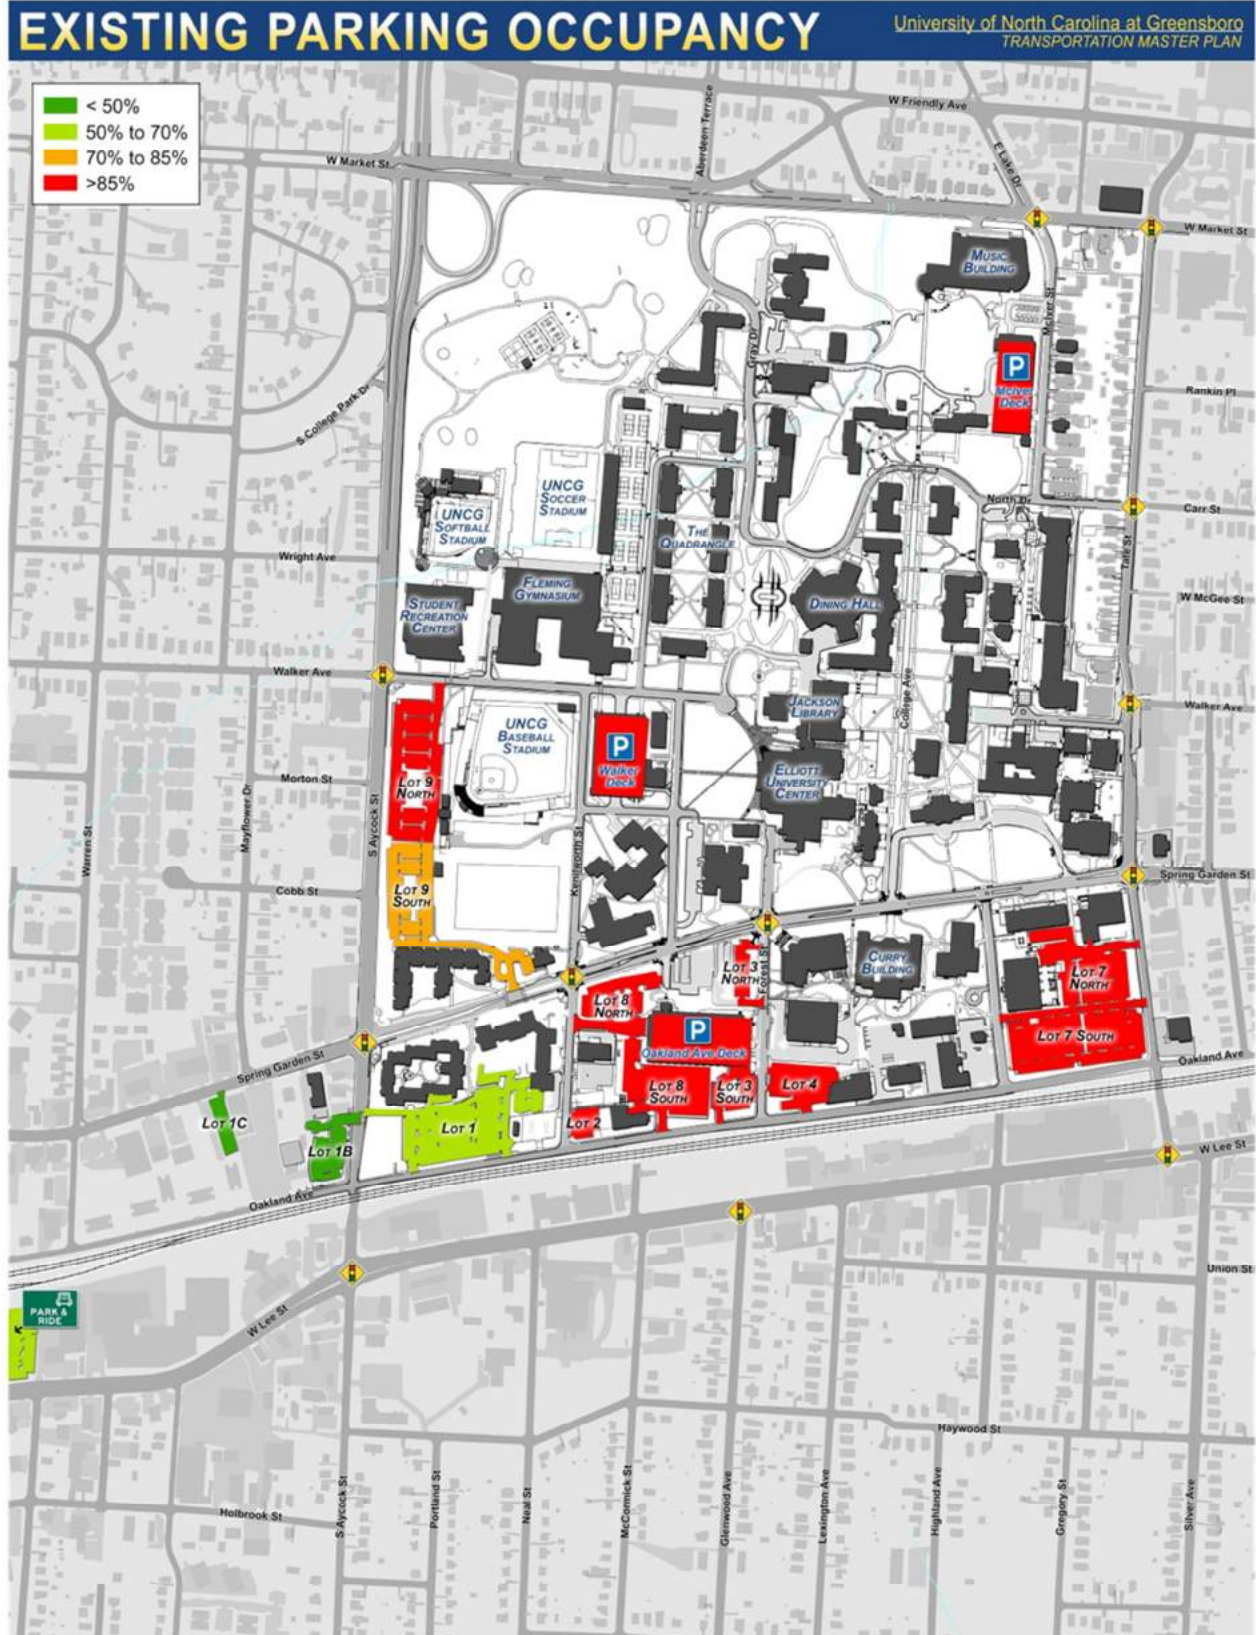 EXISTING PARKING OCCUPANCY
University of North Carolina at Greensboro
TRANSPORTATION MASTER PLAN
< 50%
50% to 70%
70% to 85%
>85%
W Friendly Ave
Aberdeen Terrace
E Lake Dr
W Market St
W Market St
MUSIC
BUILDING
McIver St
Gray Dr
P
McIver
Deck
Rankin Pl
S College Park Dr
UNCG
SOCCER
STADIUM
UNCG
SOFTBALL
STADIUM
North Dr
Carr St
THE
QUADRANGLE
Tate St
Wright Ave
FLEMING
GYMNASIUM
STUDENT
RECREATION
CENTER
DINING HALL
W McGee St
Walker Ave
JACKSON
LIBRARY
College Ave
Walker Ave
UNCG
BASEBALL
STADIUM
P
Walker
Deck
ELLIOTT
UNIVERSITY
CENTER
Morton St
LOT 9
NORTH
Mayflower Dr
S Aycock St
Warren St
Kenilworth St
Cobb St
LOT 9
SOUTH
Spring Garden St
LOT 3
NORTH
Forest St
CURRY
BUILDING
LOT 7
NORTH
LOT 8
NORTH
P
Oakland Ave Deck
LOT 7 SOUTH
Oakland Ave
Spring Garden St
LOT 8
SOUTH
LOT 3
SOUTH
LOT 4
LOT 1C
LOT 1
LOT 2
LOT 1B
W Lee St
Oakland Ave
Union St
PARK &
RIDE
W Lee St
Haywood St
Holbrook St
S Aycock St
Portland St
Neal St
McCormick St
Glenwood Ave
Lexington Ave
Highland Ave
Gregory St
Silver Ave